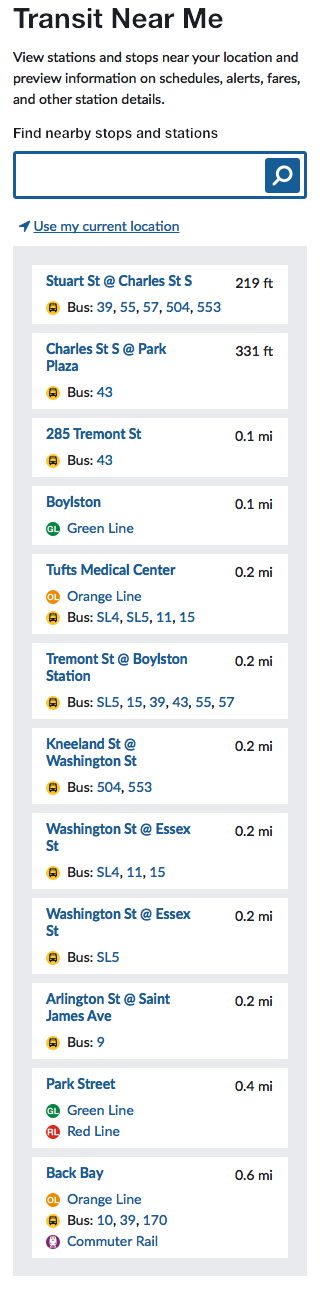 Transit Near Me
View stations and stops near your location and
preview information on schedules, alerts, fares,
and other station details.
Find nearby stops and stations
Use my current location
Stuart St @ Charles St S 219 ft
Bus: 39, 55, 57, 504, 553
Charles St S @ Park 331 ft
Plaza
Bus: 43
285 Tremont St 0.1 mi
Bus: 43
Boylston 0.1 mi
GL Green Line
Tufts Medical Center 0.2 mi
OL Orange Line
Bus: SL4, SL5, 11, 15
Tremont St @ Boylston 0.2 mi
Station
Bus: SL5, 15, 39, 43, 55, 57
Kneeland St @ 0.2 mi
Washington St
Bus: 504, 553
Washington St @ Essex 0.2 mi
St
Bus: SL4, 11, 15
Washington St @ Essex 0.2 mi
St
Bus: SL5
Arlington St @ Saint 0.2 mi
James Ave
Bus: 9
Park Street 0.4 mi
GL Green Line
RL Red Line
Back Bay 0.6 mi
OL Orange Line
Bus: 10, 39, 170
Commuter Rail